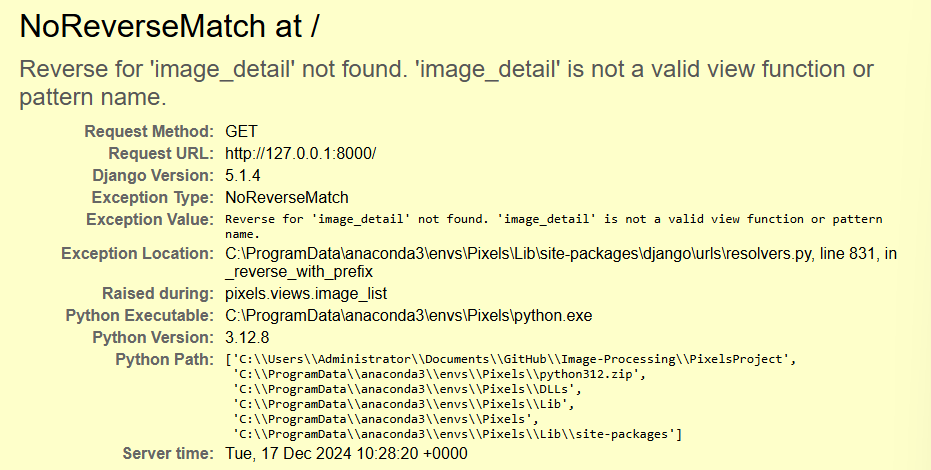 NoReverseMatch at /
Reverse for 'image_detail' not found. 'image_detail' is not a valid view function or
pattern name.
Request Method: GET
Request URL: http://127.0.0.1:8000/
Django Version: 5.1.4
Exception Type: NoReverseMatch
Exception Value: Reverse for 'image_detail' not found. 'image_detail' is not a valid view function or pattern
name.
Exception Location: C:\ProgramData\anaconda3\envs\Pixels\Lib\site-packages\django\urls\resolvers.py, line 831, in
_reverse_with_prefix
Raised during: pixels.views.image_list
Python Executable: C:\ProgramData\anaconda3\envs\Pixels\python.exe
Python Version: 3.12.8
Python Path: ['C:\\Users\\Administrator\\Documents\\GitHub\\Image-Processing\\PixelsProject',
'C:\\ProgramData\\anaconda3\\envs\\Pixels\\python312.zip',
'C:\\ProgramData\\anaconda3\\envs\\Pixels\\DLLs',
'C:\\ProgramData\\anaconda3\\envs\\Pixels\\Lib',
'C:\\ProgramData\\anaconda3\\envs\\Pixels',
'C:\\ProgramData\\anaconda3\\envs\\Pixels\\Lib\\site-packages']
Server time: Tue, 17 Dec 2024 10:28:20 +0000